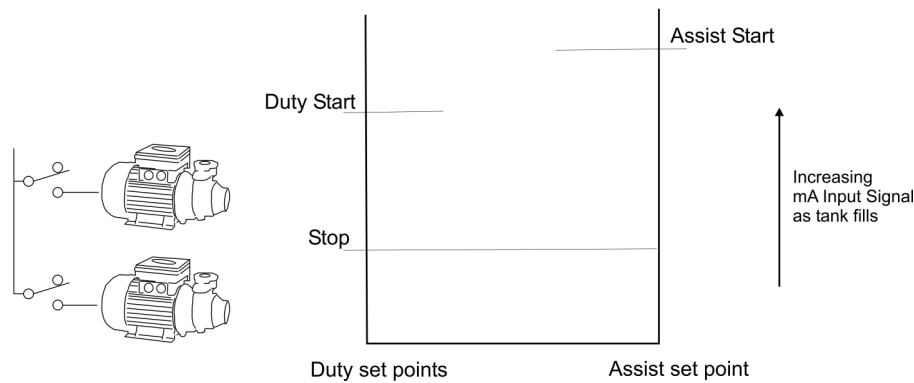 Assist Start
Duty Start
Increasing
mA Input Signal
as tank fills
Stop
Duty set points
Assist set point